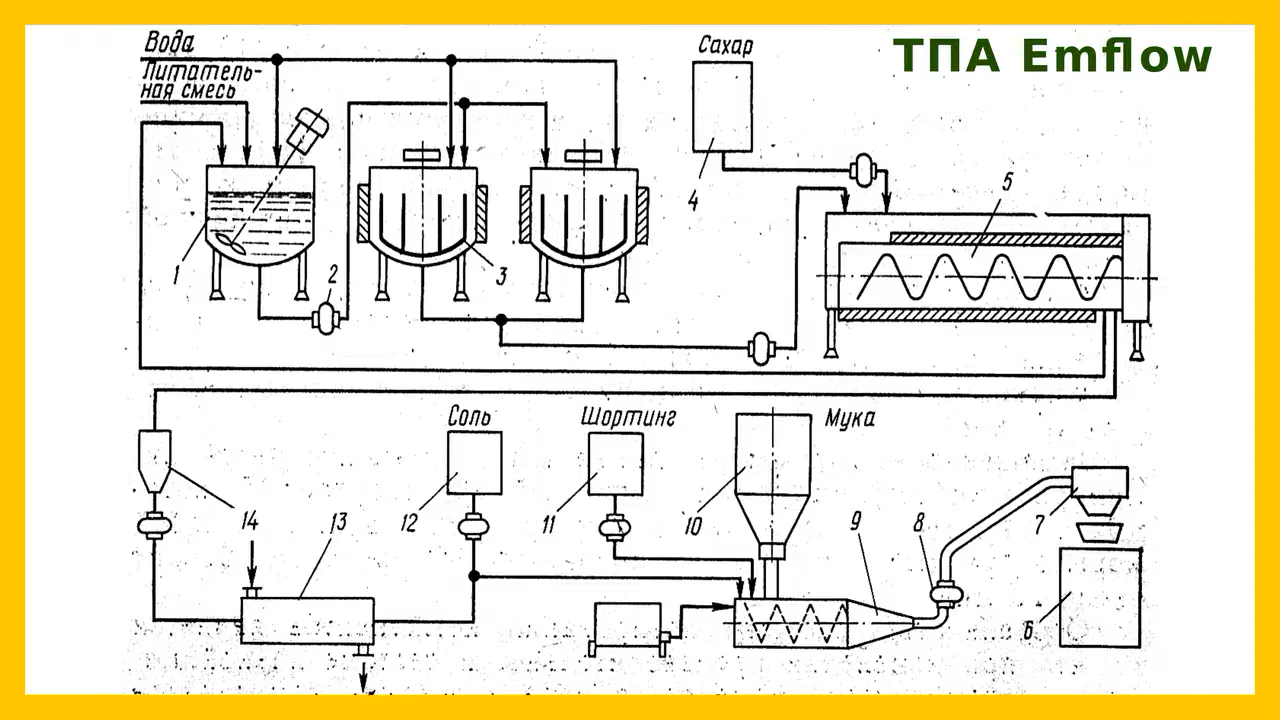 ТПА Emflow
Вода
Питатель-
ная смесь
Сахар
1
2
3
4
5
Соль
Шортинг
Мука
14
13
12
11
10
9
8
7
6